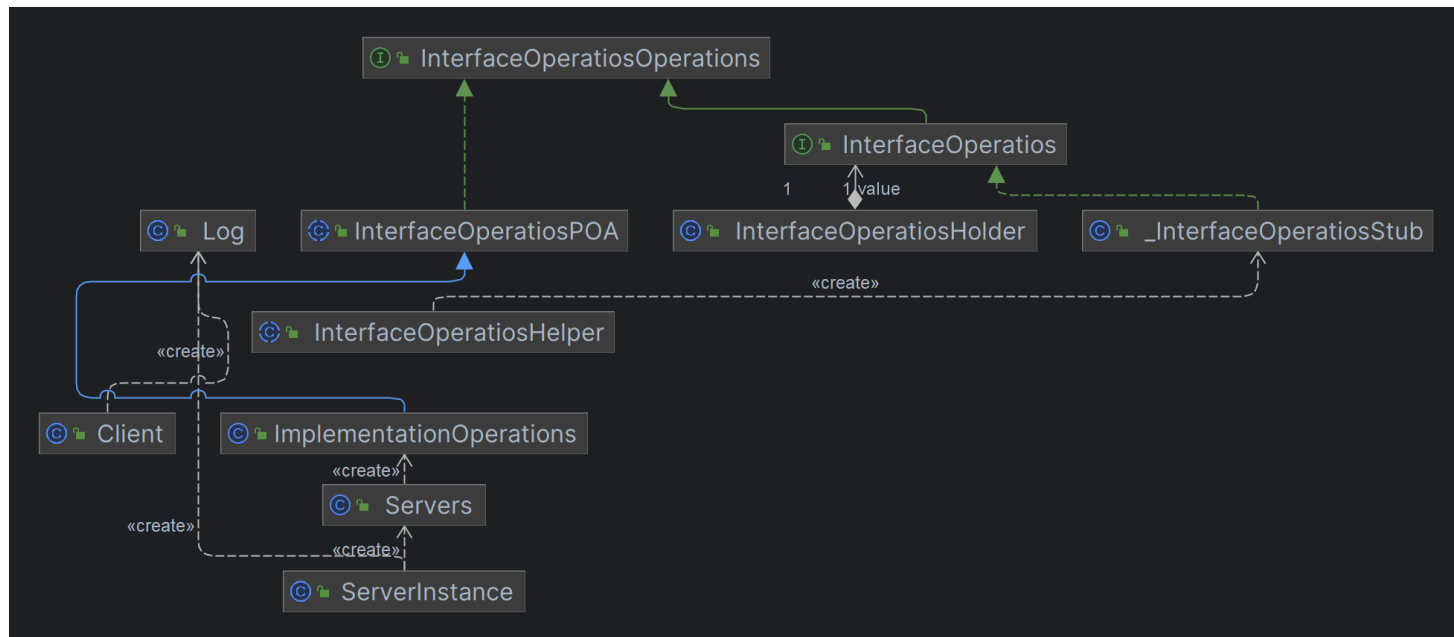 InterfaceOperatiosOperations
InterfaceOperatios
1
1 value
Log
InterfaceOperatiosPOA
InterfaceOperatiosHolder
_InterfaceOperatiosStub
«create»
InterfaceOperatiosHelper
«create»
Client
ImplementationOperations
«create»
Servers
«create»
«create»
ServerInstance